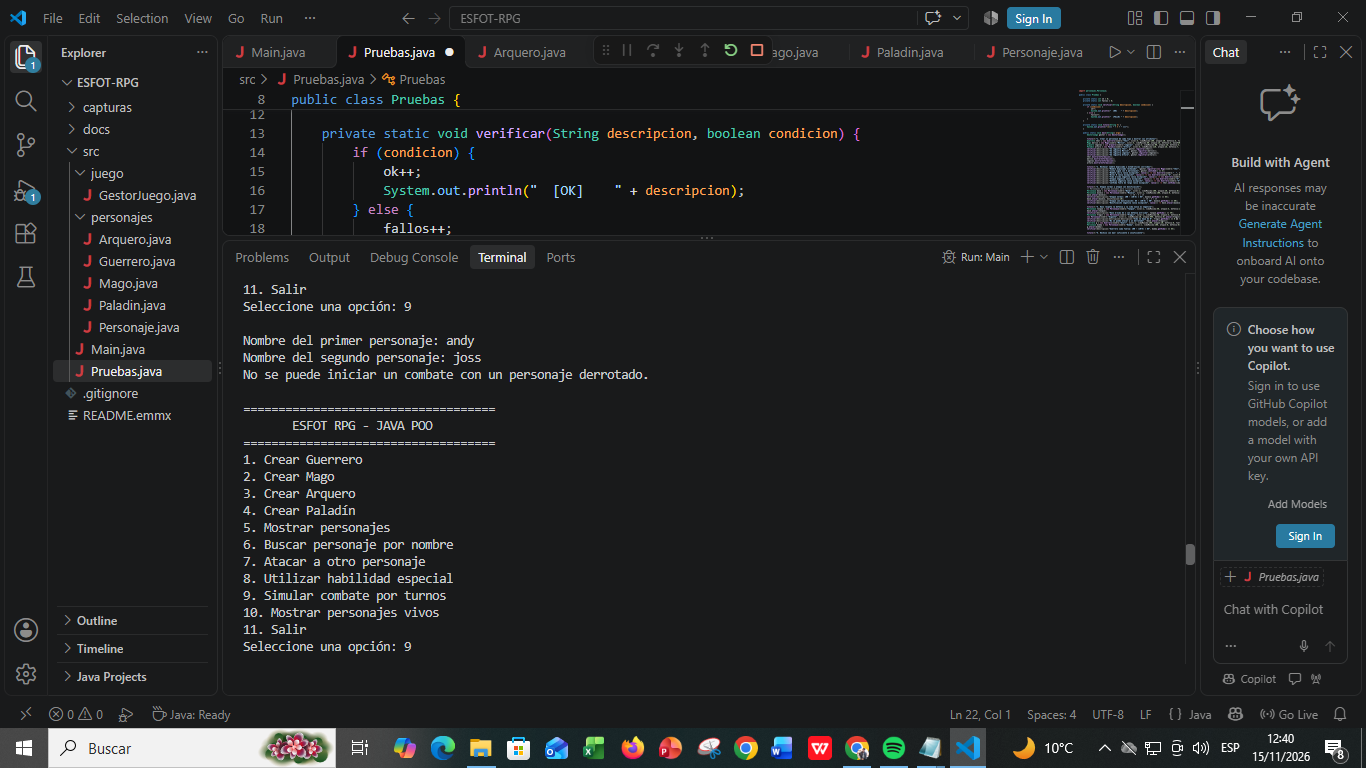 File Edit Selection View Go Run ···
ESFOT-RPG
Sign In
Explorer
ESFOT-RPG
capturas
docs
src
juego
GestorJuego.java
personajes
Arquero.java
Guerrero.java
Mago.java
Paladin.java
Personaje.java
Main.java
Pruebas.java
.gitignore
README.emmx
Outline
Timeline
Java Projects
Main.java Pruebas.java Arquero.java ago.java Paladin.java Personaje.java
src > Pruebas.java > Pruebas
8 public class Pruebas {
12
13 private static void verificar(String descripcion, boolean condicion) {
14 if (condicion) {
15 ok++;
16 System.out.println("  [OK]    " + descripcion);
17 } else {
18 fallos++;
Problems Output Debug Console Terminal Ports
Run: Main
11. Salir
Seleccione una opción: 9
Nombre del primer personaje: andy
Nombre del segundo personaje: joss
No se puede iniciar un combate con un personaje derrotado.
====================================
ESFOT RPG - JAVA POO
====================================
1. Crear Guerrero
2. Crear Mago
3. Crear Arquero
4. Crear Paladín
5. Mostrar personajes
6. Buscar personaje por nombre
7. Atacar a otro personaje
8. Utilizar habilidad especial
9. Simular combate por turnos
10. Mostrar personajes vivos
11. Salir
Seleccione una opción: 9
Chat
Build with Agent
AI responses may
be inaccurate
Generate Agent
Instructions to
onboard AI onto
your codebase.
Choose how
you want to use
Copilot.
Sign in to use
GitHub Copilot
models, or add
a model with
your own API
key.
Add Models
Sign In
Pruebas.java
Chat with Copilot
Copilot
0 0 Java: Ready
Ln 22, Col 1 Spaces: 4 UTF-8 LF { } Java Go Live
Buscar
10°C
ESP
12:40
15/11/2026
8